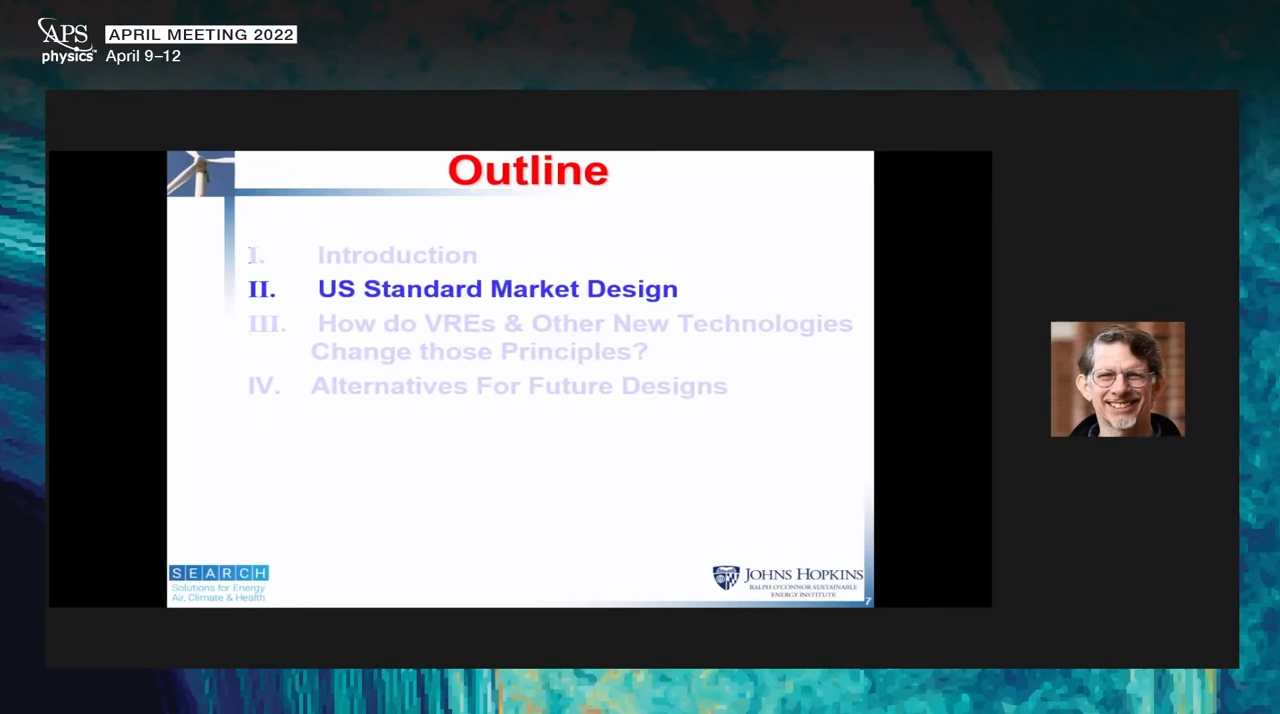 APS
physics
APRIL MEETING 2022
April 9–12
Outline
I. Introduction
II. US Standard Market Design
III. How do VREs & Other New Technologies
Change those Principles?
IV. Alternatives For Future Designs
SEARCH
Solutions for Energy
Air, Climate & Health
JOHNS HOPKINS
RALPH O'CONNOR SUSTAINABLE
ENERGY INSTITUTE
7